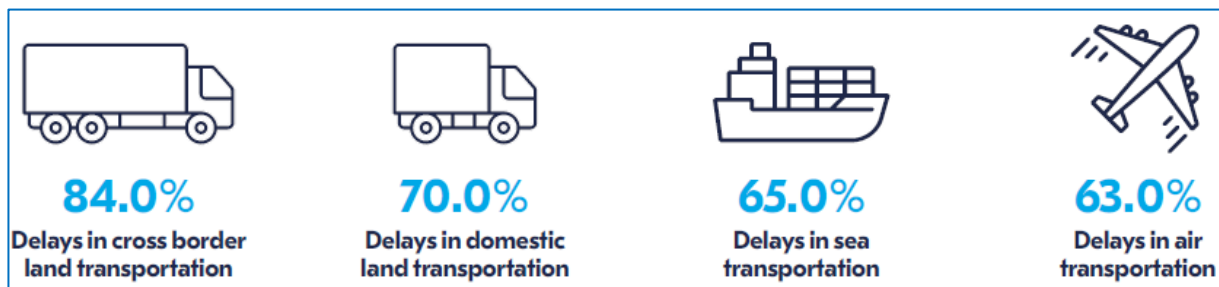 84.0%
Delays in cross border
land transportation
70.0%
Delays in domestic
land transportation
65.0%
Delays in sea
transportation
63.0%
Delays in air
transportation